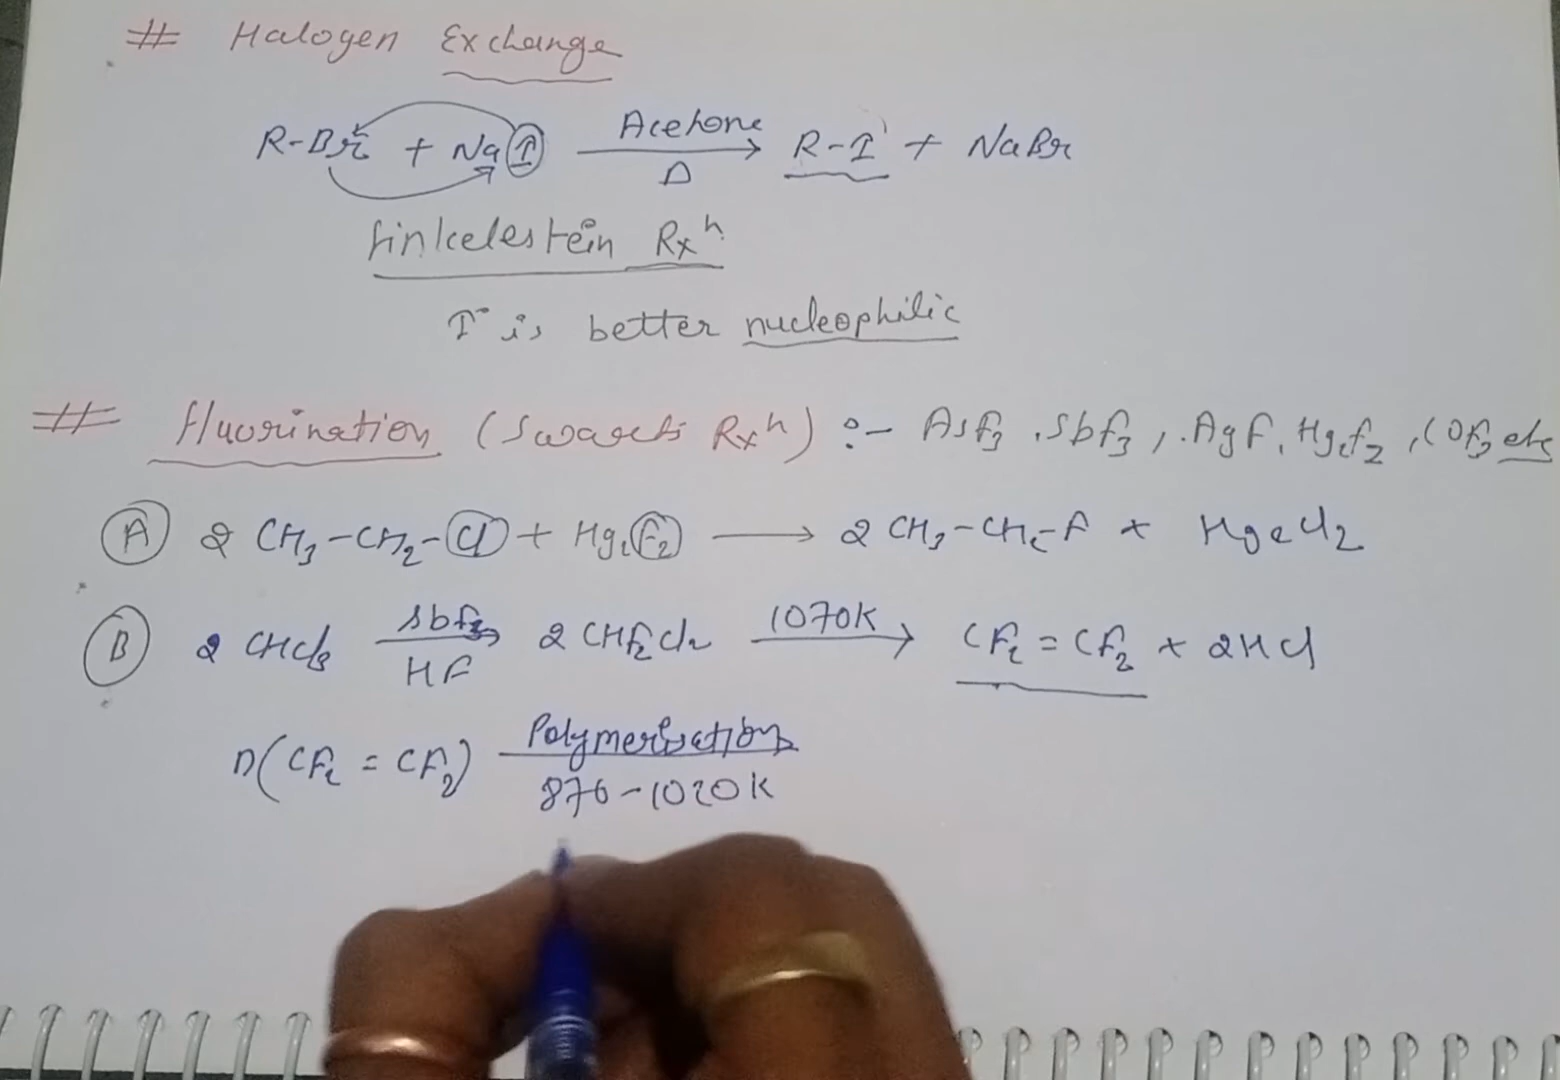 # Halogen Exchange
R-Br + NaI Acetone Δ → R-I + NaBr
Finkelestein Rxⁿ
I⁻ is better nucleophilic
# Fluorination (Swarts Rxⁿ) :- AsF₃, SbF₃, AgF, Hg₂F₂, COF₃ etc
(A) 2 CH₃-CH₂-Cl + Hg₂F₂ → 2 CH₃-CH₂-F + Hg₂Cl₂
(B) 2 CHCl₃ SbF₃ HF → 2 CHF₂Cl 1070K → CF₂ = CF₂ + 2HCl
n(CF₂ = CF₂) Polymerisation 870-1020K